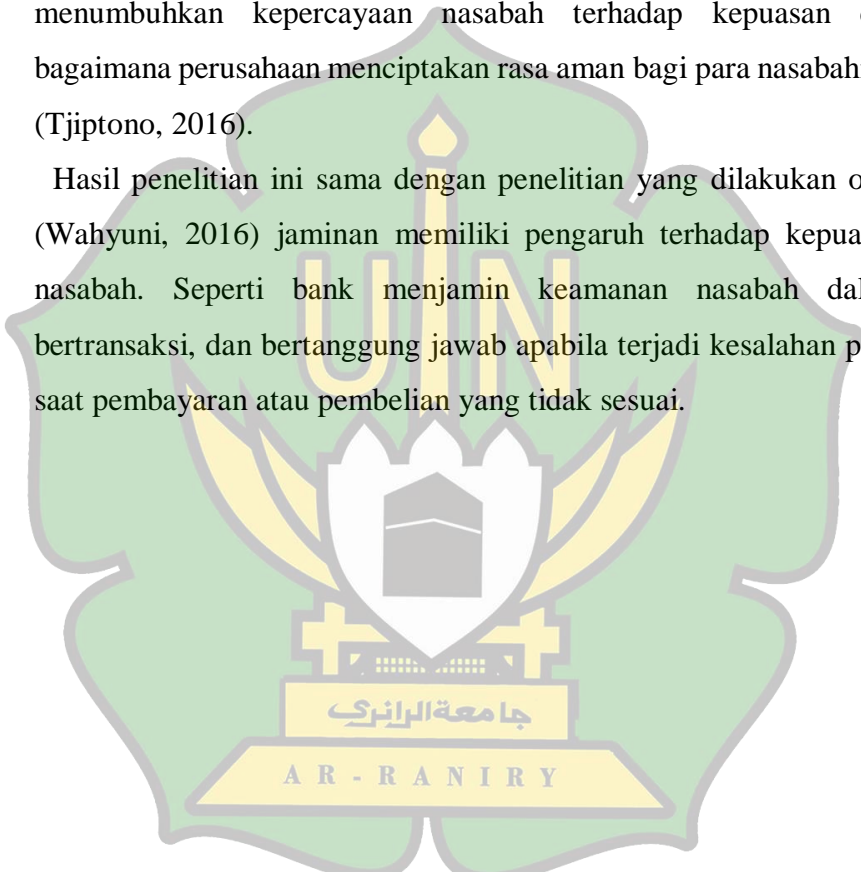 menumbuhkan kepercayaan nasabah terhadap kepuasan
bagaimana perusahaan menciptakan rasa aman bagi para
(Tjiptono, 2016).
Hasil penelitian ini sama dengan penelitian yang dilakukan
(Wahyuni, 2016) jaminan memiliki pengaruh terhadap
nasabah. Seperti bank menjamin keamanan nasabah
bertransaksi, dan bertanggung jawab apabila terjadi kesalahan
saat pembayaran atau pembelian yang tidak sesuai.
UIN
جامعة الرانري
AR-RANIRY